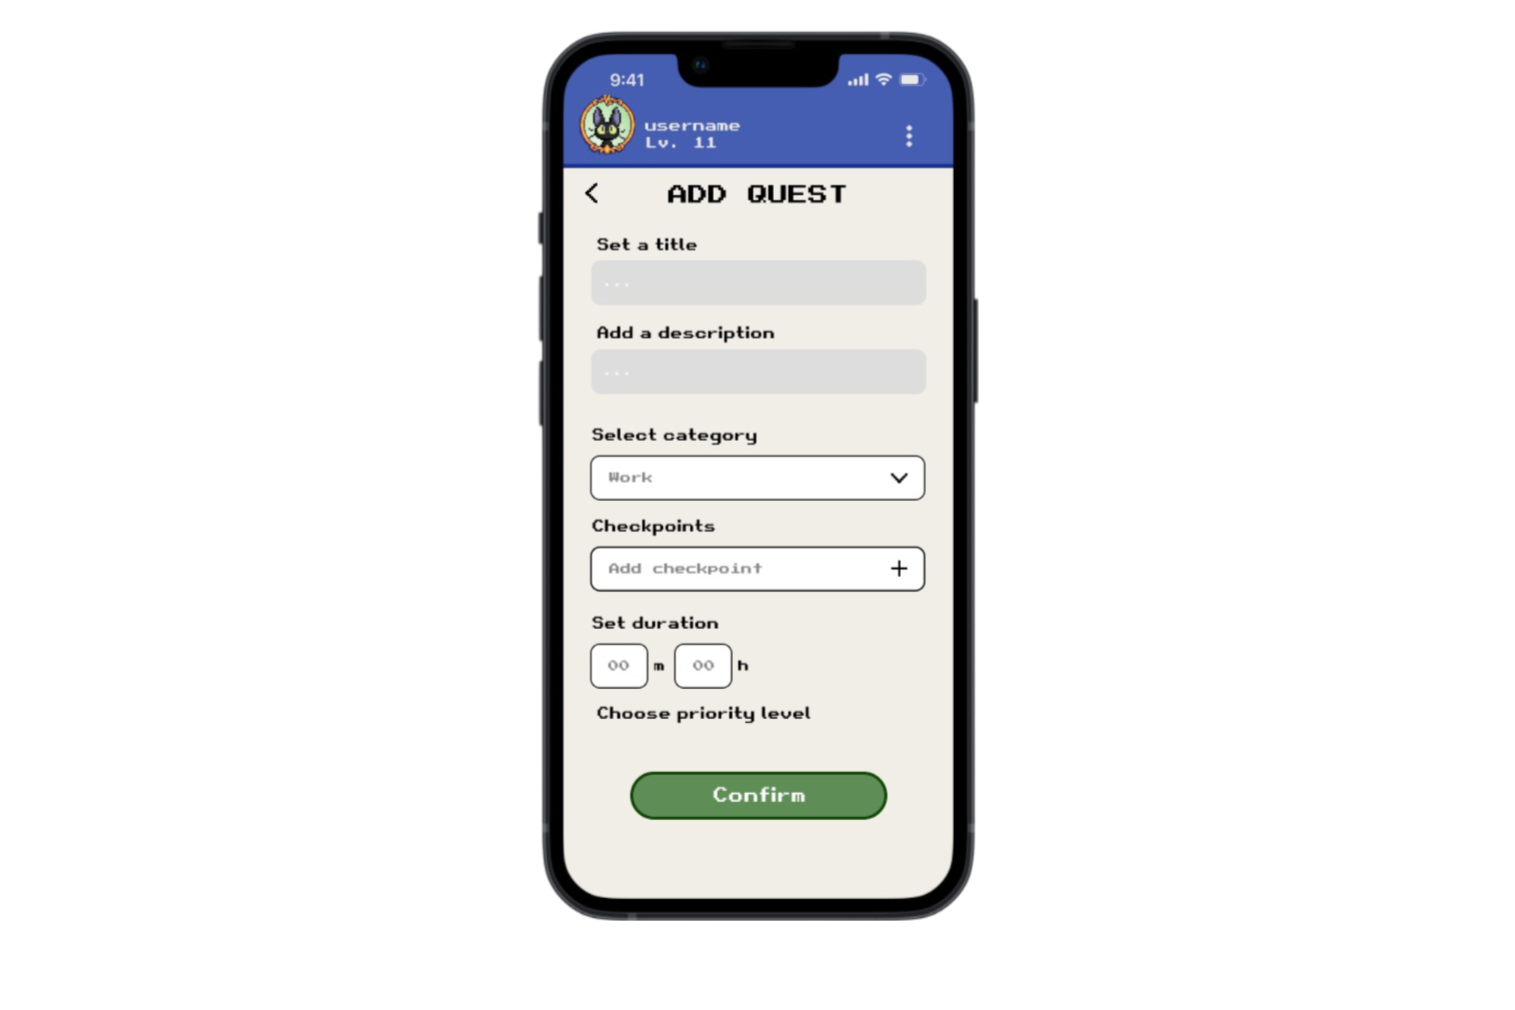 9:41
username
Lv. 11
ADD QUEST
Set a title
...
Add a description
...
Select category
Work
Checkpoints
Add checkpoint
Set duration
00 m 00 h
Choose priority level
Confirm